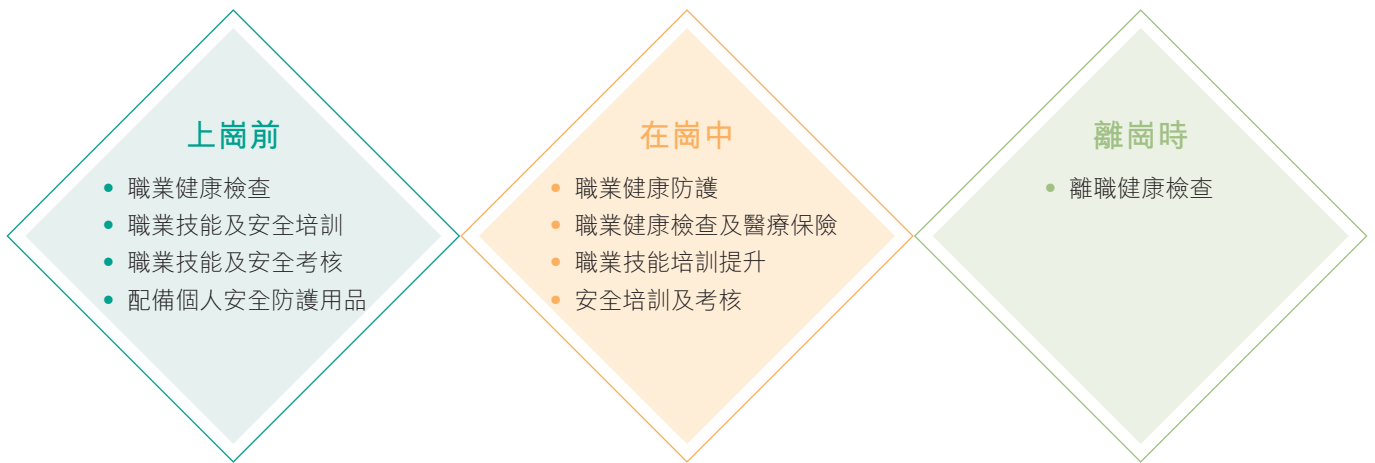 上崗前
職業健康檢查
職業技能及安全培訓
職業技能及安全考核
配備個人安全防護用品
在崗中
職業健康防護
職業健康檢查及醫療保險
職業技能培訓提升
安全培訓及考核
離崗時
離職健康檢查